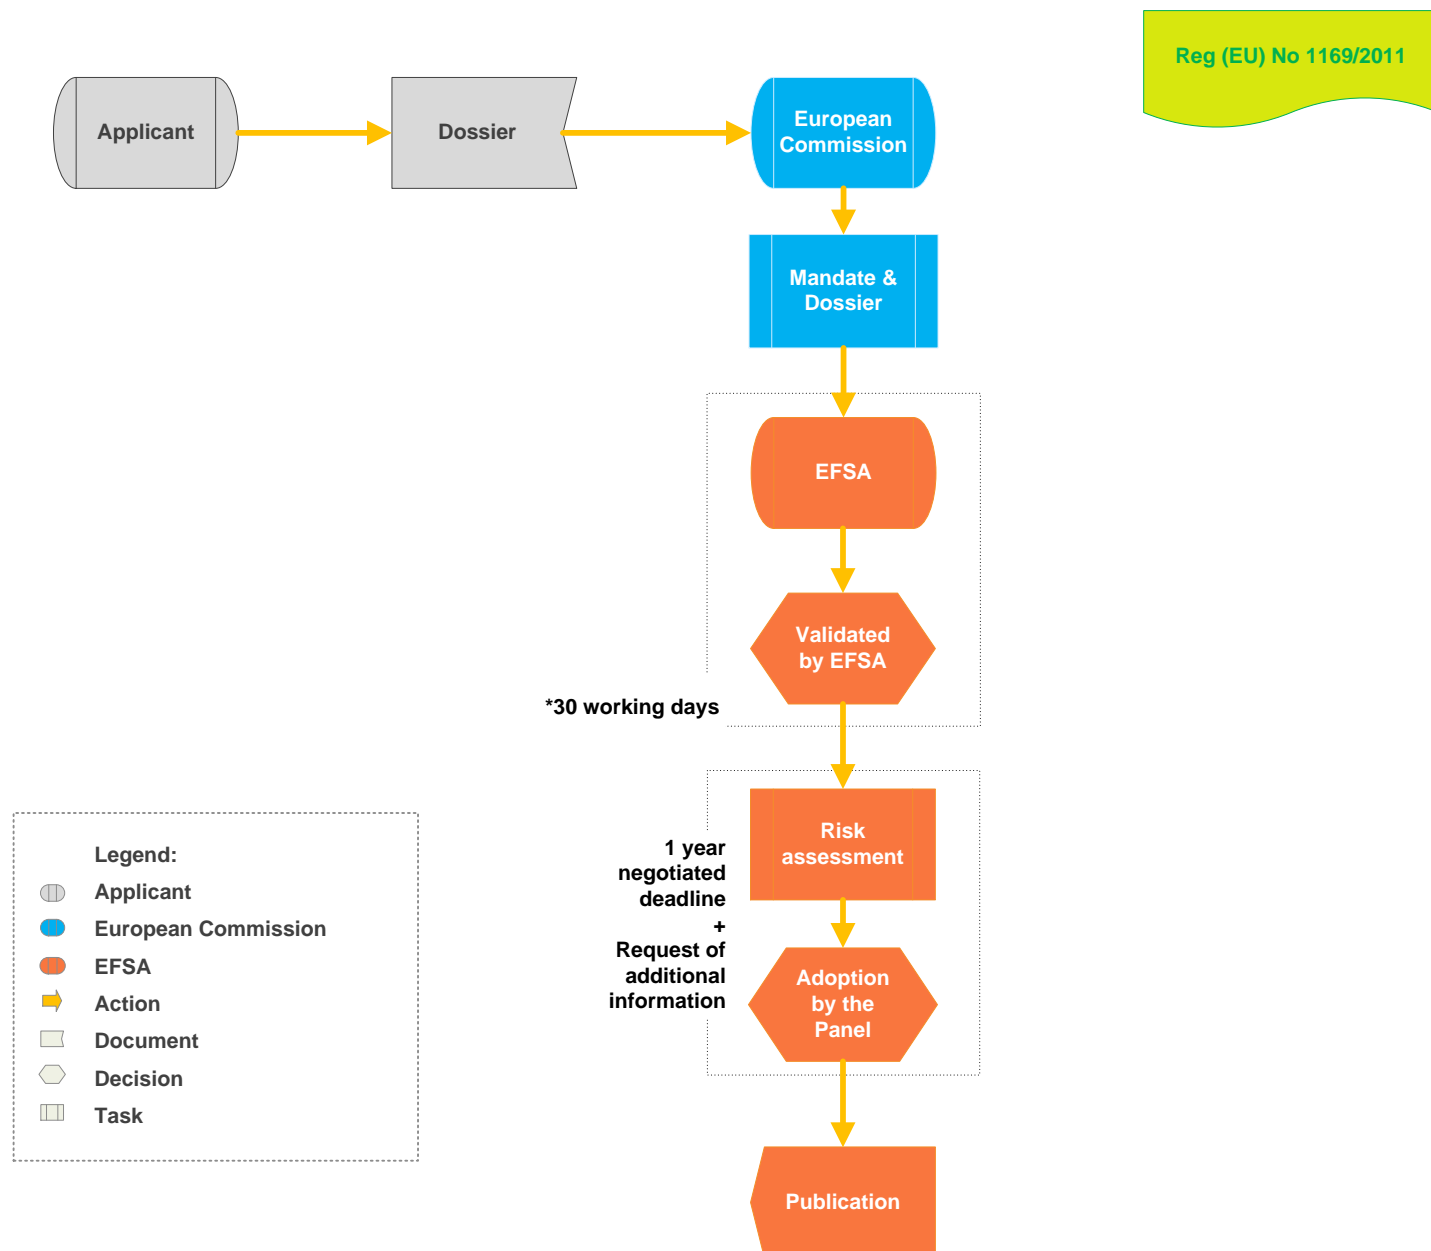 Reg (EU) No 1169/2011
Applicant
Dossier
European
Commission
Mandate &
Dossier
EFSA
Validated
by EFSA
*30 working days
Risk
assessment
1 year
negotiated
deadline
+
Request of
additional
information
Adoption
by the
Panel
Publication
Legend:
Applicant
European Commission
EFSA
Action
Document
Decision
Task